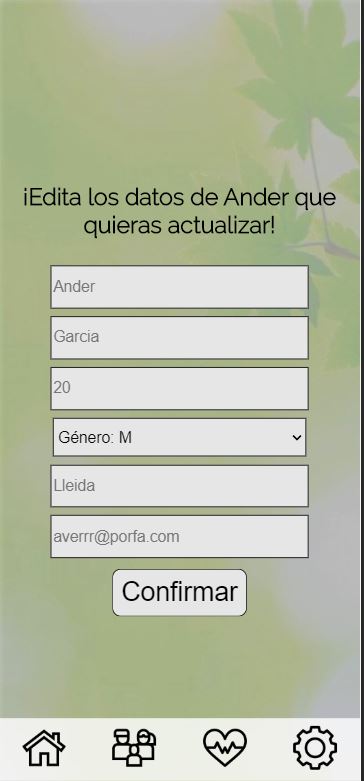 ¡Edita los datos de Ander que
quieras actualizar!
Ander
Garcia
20
Género: M
Lleida
averrr@porfa.com
Confirmar